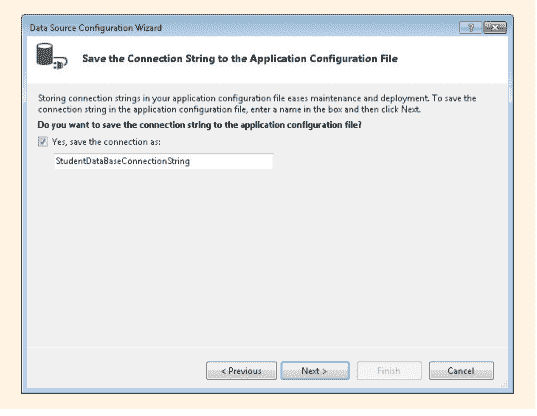 Data Source Configuration Wizard
Save the Connection String to the Application Configuration File
Storing connection strings in your application configuration file eases maintenance and deployment. To save the
connection string in the application configuration file, enter a name in the box and then click Next.
Do you want to save the connection string to the application configuration file?
Yes, save the connection as:
StudentDataBaseConnectionString
< Previous
Next >
Finish
Cancel